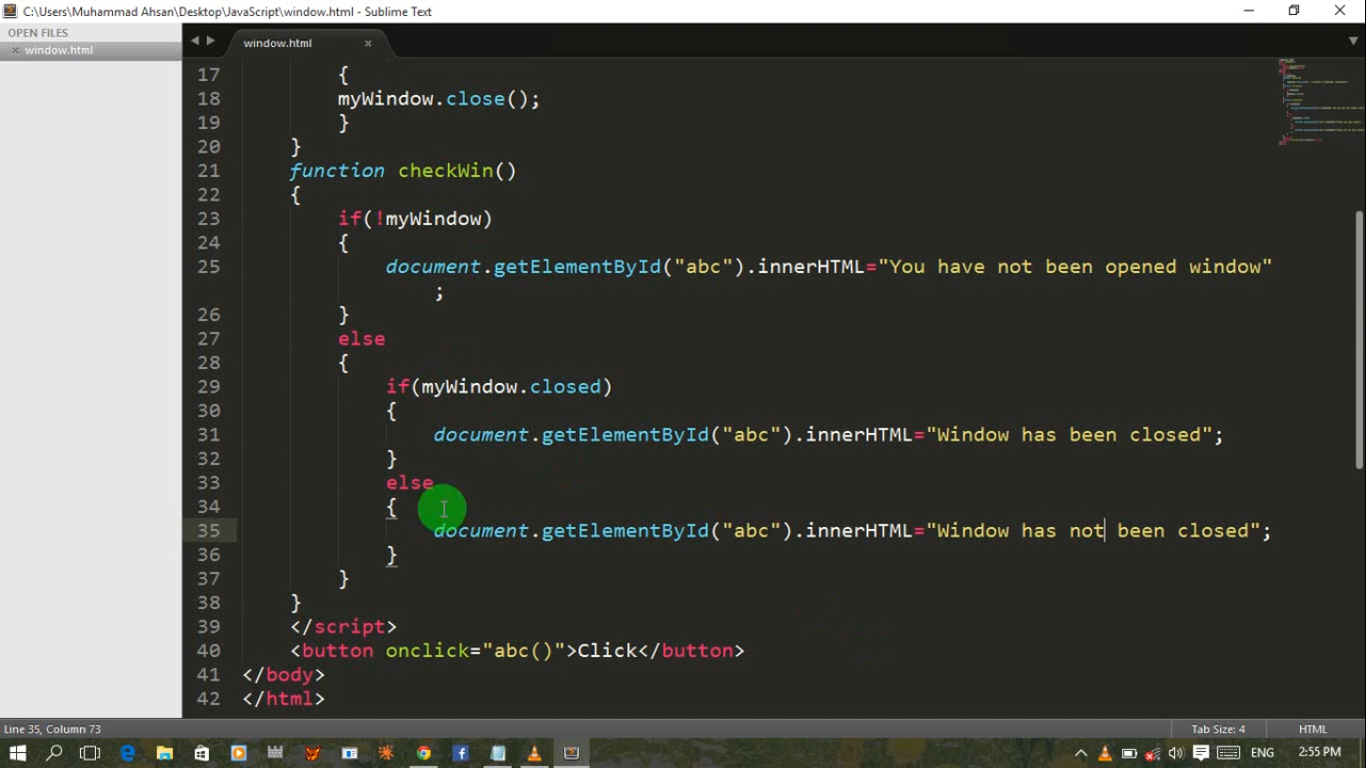 C:\Users\Muhammad Ahsan\Desktop\JavaScript\window.html - Sublime Text
OPEN FILES
window.html
window.html
17 {
18 myWindow.close();
19 }
20 }
21 function checkWin()
22 {
23 if(!myWindow)
24 {
25 document.getElementById("abc").innerHTML="You have not been opened window"
;
26 }
27 else
28 {
29 if(myWindow.closed)
30 {
31 document.getElementById("abc").innerHTML="Window has been closed";
32 }
33 else
34 {
35 document.getElementById("abc").innerHTML="Window has not been closed";
36 }
37 }
38 }
39 </script>
40 <button onclick="abc()">Click</button>
41 </body>
42 </html>
Line 35, Column 73
Tab Size: 4
HTML
ENG
2:55 PM